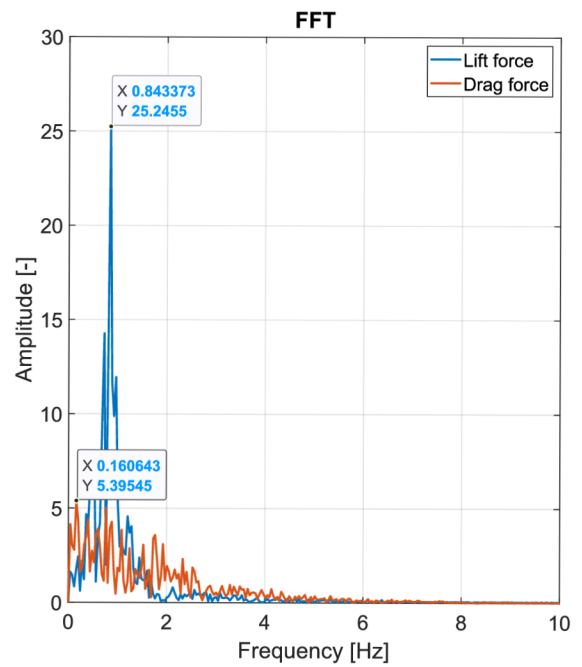 FFT
30
25
20
15
10
5
0
Amplitude [-]
Lift force
Drag force
X 0.843373
Y 25.2455
X 0.160643
Y 5.39545
0 2 4 6 8 10
Frequency [Hz]